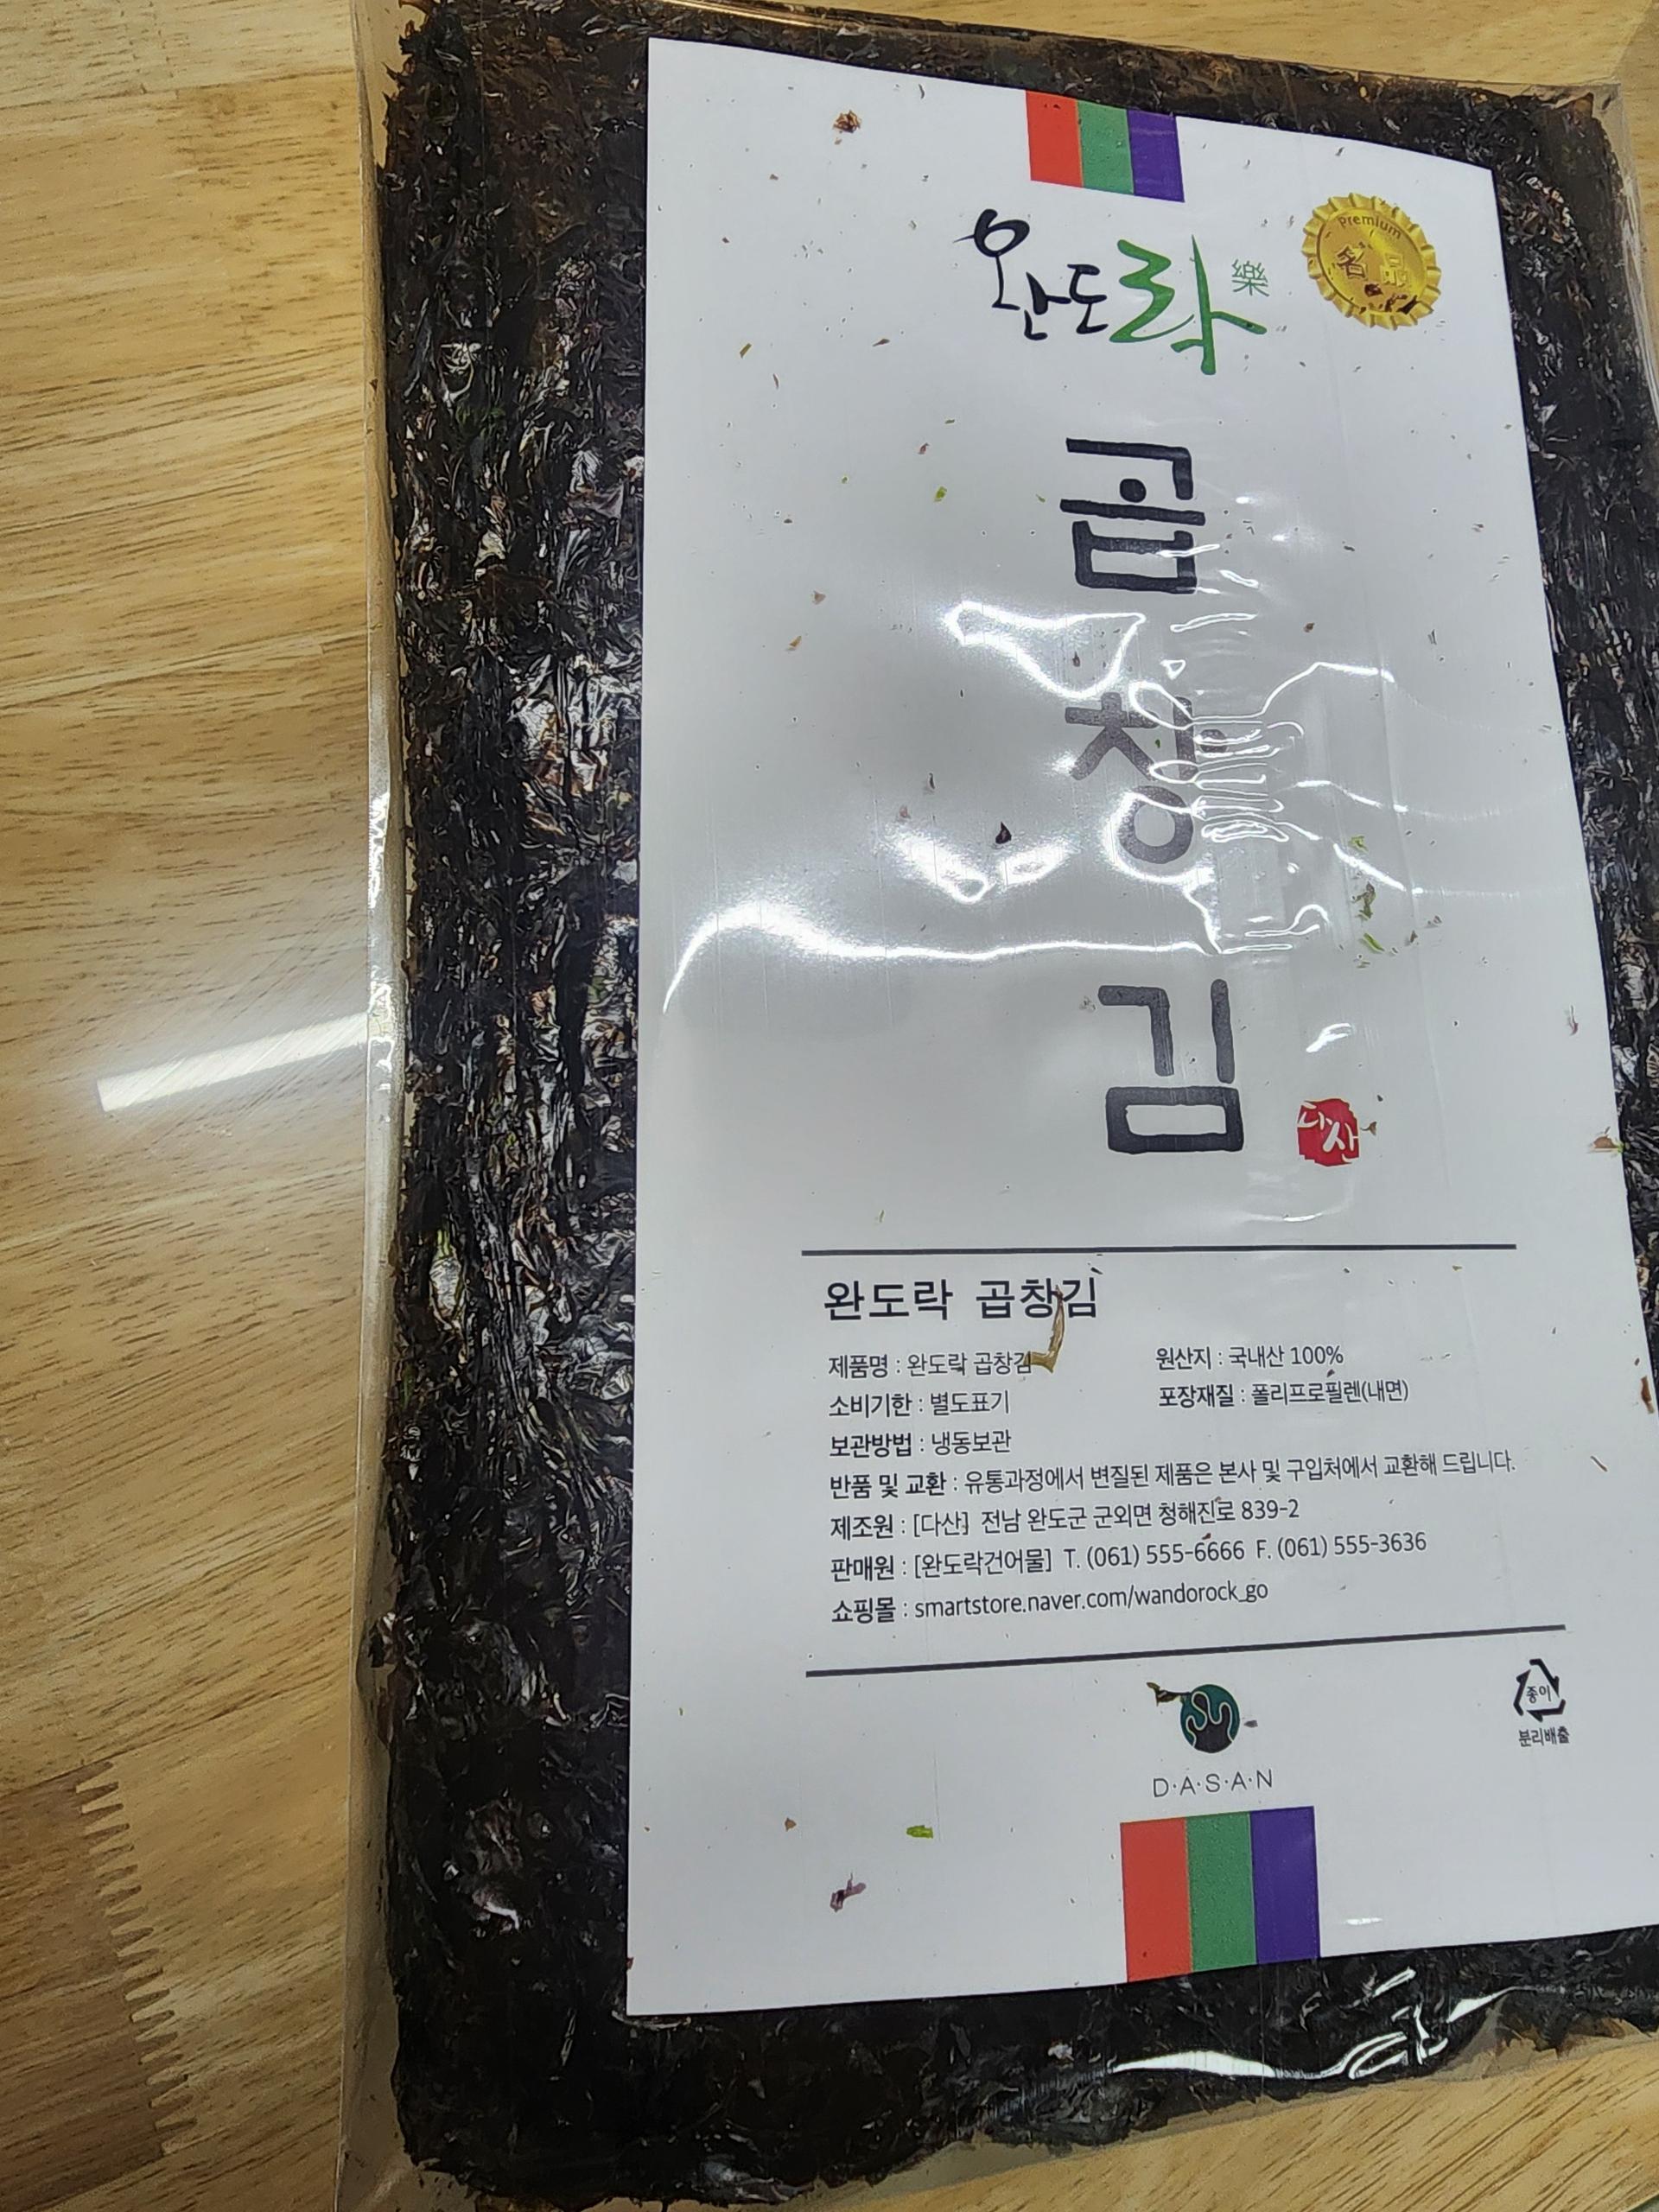 완도락 樂
Premium
名品
곱
창
김
다산
완도락 곱창김
제품명 : 완도락 곱창김
원산지 : 국내산 100%
소비기한 : 별도표기
포장재질 : 폴리프로필렌(내면)
보관방법 : 냉동보관
반품 및 교환 : 유통과정에서 변질된 제품은 본사 및 구입처에서 교환해 드립니다.
제조원 : [다산] 전남 완도군 군외면 청해진로 839-2
판매원 : [완도락건어물] T. (061) 555-6666 F. (061) 555-3636
쇼핑몰 : smartstore.naver.com/wandorock_go
종이
분리배출
D·A·S·A·N